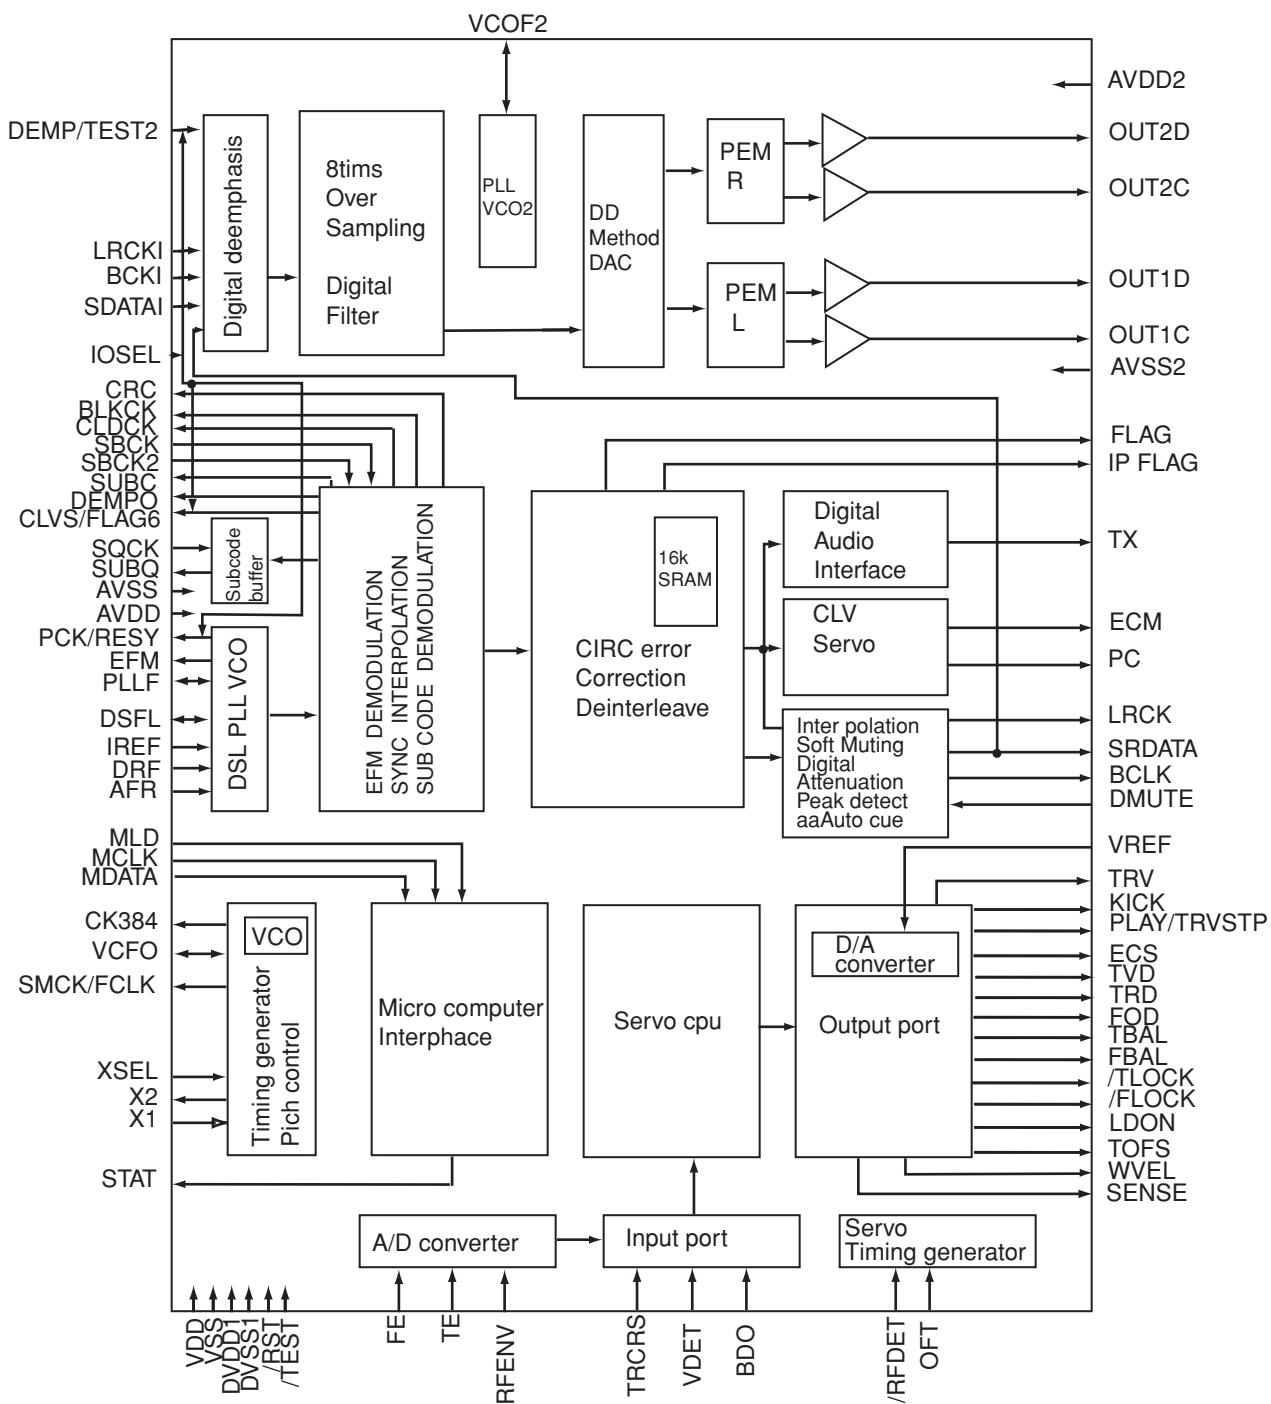 VCOF2
AVDD2
DEMP/TEST2
OUT2D
OUT2C
LRCKI
BCKI
SDATAI
IOSEL
OUT1D
OUT1C
AVSS2
Digital deemphasis
8tims
Over
Sampling
Digital
Filter
PLL
VCO2
DD
Method
DAC
PEM
R
PEM
L
CRC
BLKCK
CLDCK
SBCK
SBCK2
SUBC
DEMPO
CLVS/FLAG6
SQCK
SUBQ
AVSS
AVDD
PCK/RESY
EFM
PLLF
DSFL
IREF
DRF
AFR
Subcode
buffer
DSL PLL VCO
EFM DEMODULATION
SYNC INTERPOLATION
SUB CODE DEMODULATION
16k
SRAM
CIRC error
Correction
Deinterleave
Digital
Audio
Interface
CLV
Servo
Inter polation
Soft Muting
Digital
Attenuation
Peak detect
aaAuto cue
FLAG
IP FLAG
TX
ECM
PC
LRCK
SRDATA
BCLK
DMUTE
VREF
TRV
KICK
PLAY/TRVSTP
ECS
TVD
TRD
FOD
TBAL
FBAL
/TLOCK
/FLOCK
LDON
TOFS
WVEL
SENSE
MLD
MCLK
MDATA
CK384
VCFO
SMCK/FCLK
XSEL
X2
X1
STAT
VCO
Timing generator
Pich control
Micro computer
Interphace
Servo cpu
D/A
converter
Output port
A/D converter
Input port
Servo
Timing generator
VDD
VSS
DVDD1
DVSS1
/RST
/TEST
FE
TE
RFENV
TRCRS
VDET
BDO
/RFDET
OFT